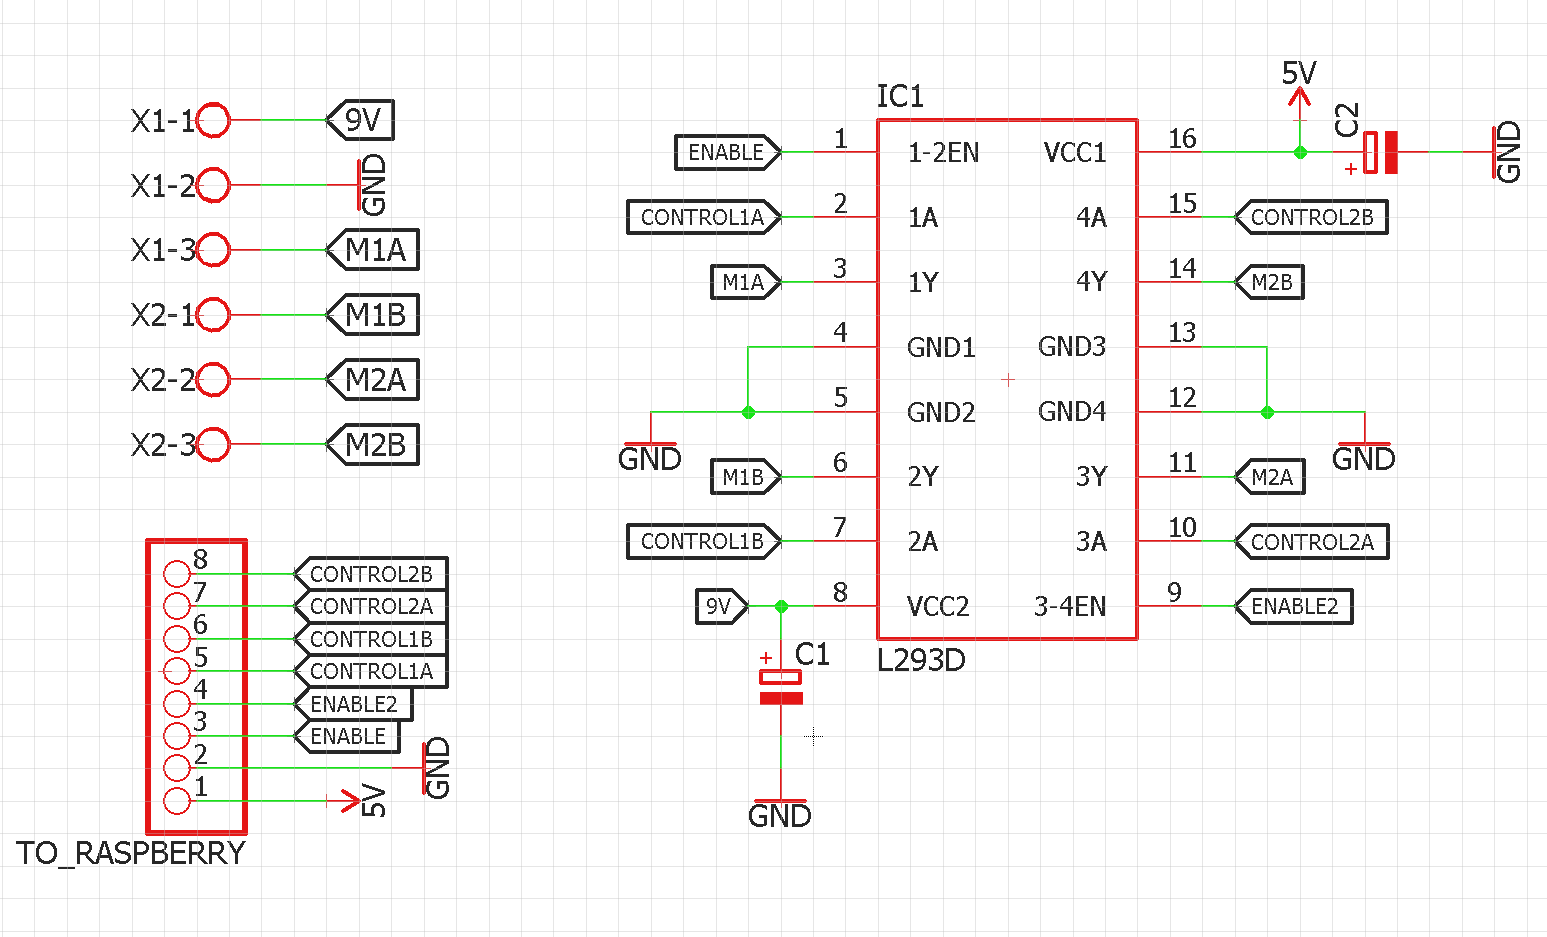 X1-1 9V
X1-2 GND
X1-3 M1A
X2-1 M1B
X2-2 M2A
X2-3 M2B
8 CONTROL2B
7 CONTROL2A
6 CONTROL1B
5 CONTROL1A
4 ENABLE2
3 ENABLE
2 GND
1 5V
TO_RASPBERRY
IC1
ENABLE 1 1-2EN
CONTROL1A 2 1A
M1A 3 1Y
4 GND1
5 GND2
GND
M1B 6 2Y
CONTROL1B 7 2A
9V 8 VCC2
+ C1
GND
L293D
5V
VCC1 16
C2
+
GND
4A 15 CONTROL2B
4Y 14 M2B
GND3 13
GND4 12
GND
3Y 11 M2A
3A 10 CONTROL2A
3-4EN 9 ENABLE2